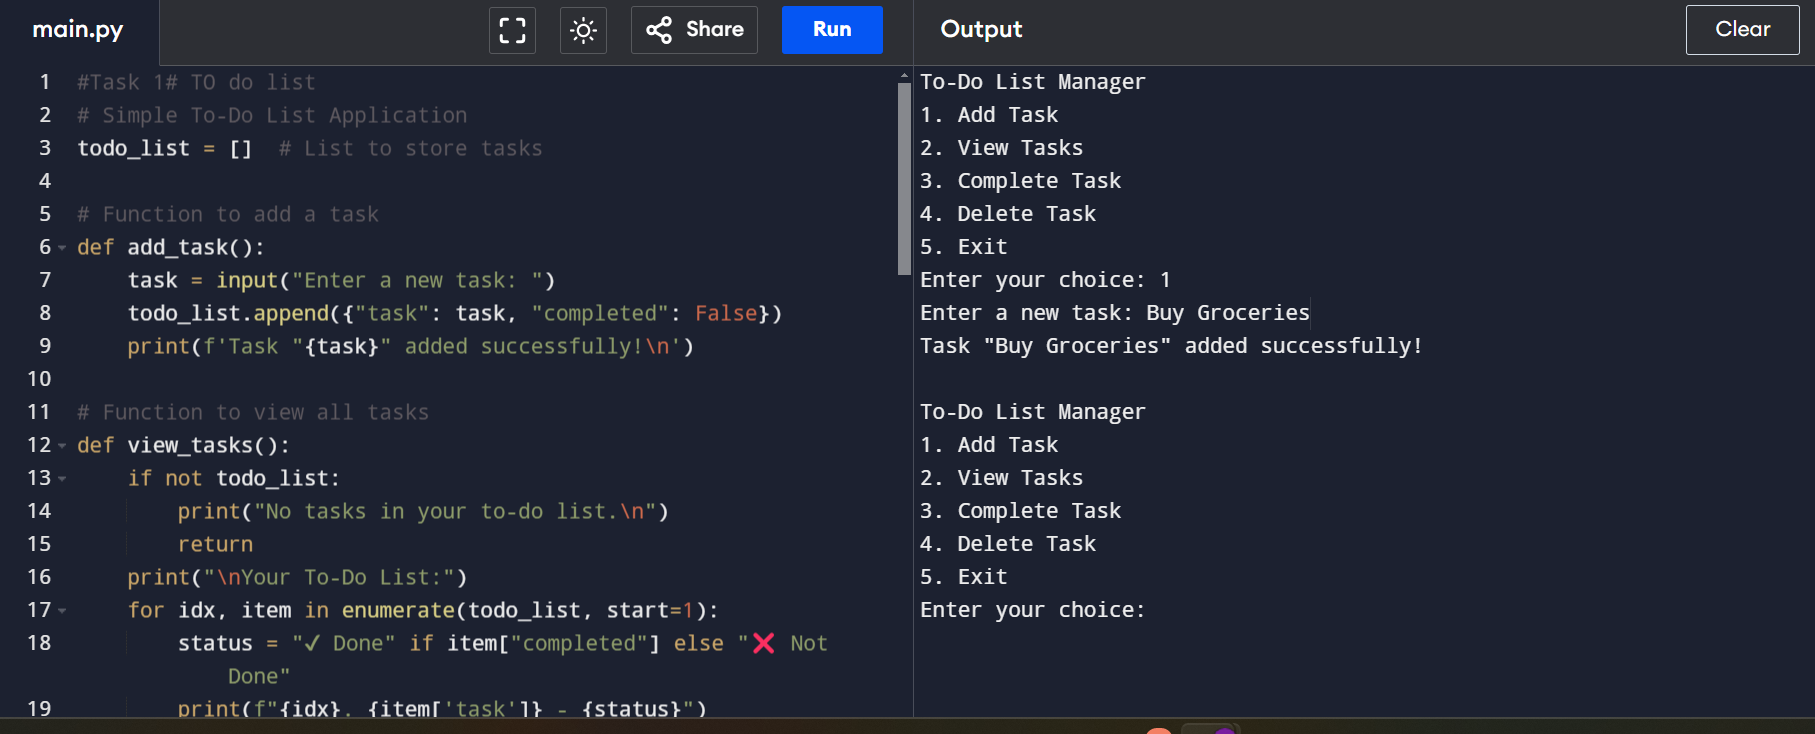 main.py
Share
Run
Output
Clear
1 #Task 1# TO do list
2 # Simple To-Do List Application
3 todo_list = []  # List to store tasks
4
5 # Function to add a task
6 def add_task():
7     task = input("Enter a new task: ")
8     todo_list.append({"task": task, "completed": False})
9     print(f'Task "{task}" added successfully!\n')
10
11 # Function to view all tasks
12 def view_tasks():
13     if not todo_list:
14         print("No tasks in your to-do list.\n")
15         return
16     print("\nYour To-Do List:")
17     for idx, item in enumerate(todo_list, start=1):
18         status = "✓ Done" if item["completed"] else "❌ Not
Done"
19         print(f"{idx}. {item['task']} - {status}")
To-Do List Manager
1. Add Task
2. View Tasks
3. Complete Task
4. Delete Task
5. Exit
Enter your choice: 1
Enter a new task: Buy Groceries
Task "Buy Groceries" added successfully!

To-Do List Manager
1. Add Task
2. View Tasks
3. Complete Task
4. Delete Task
5. Exit
Enter your choice: